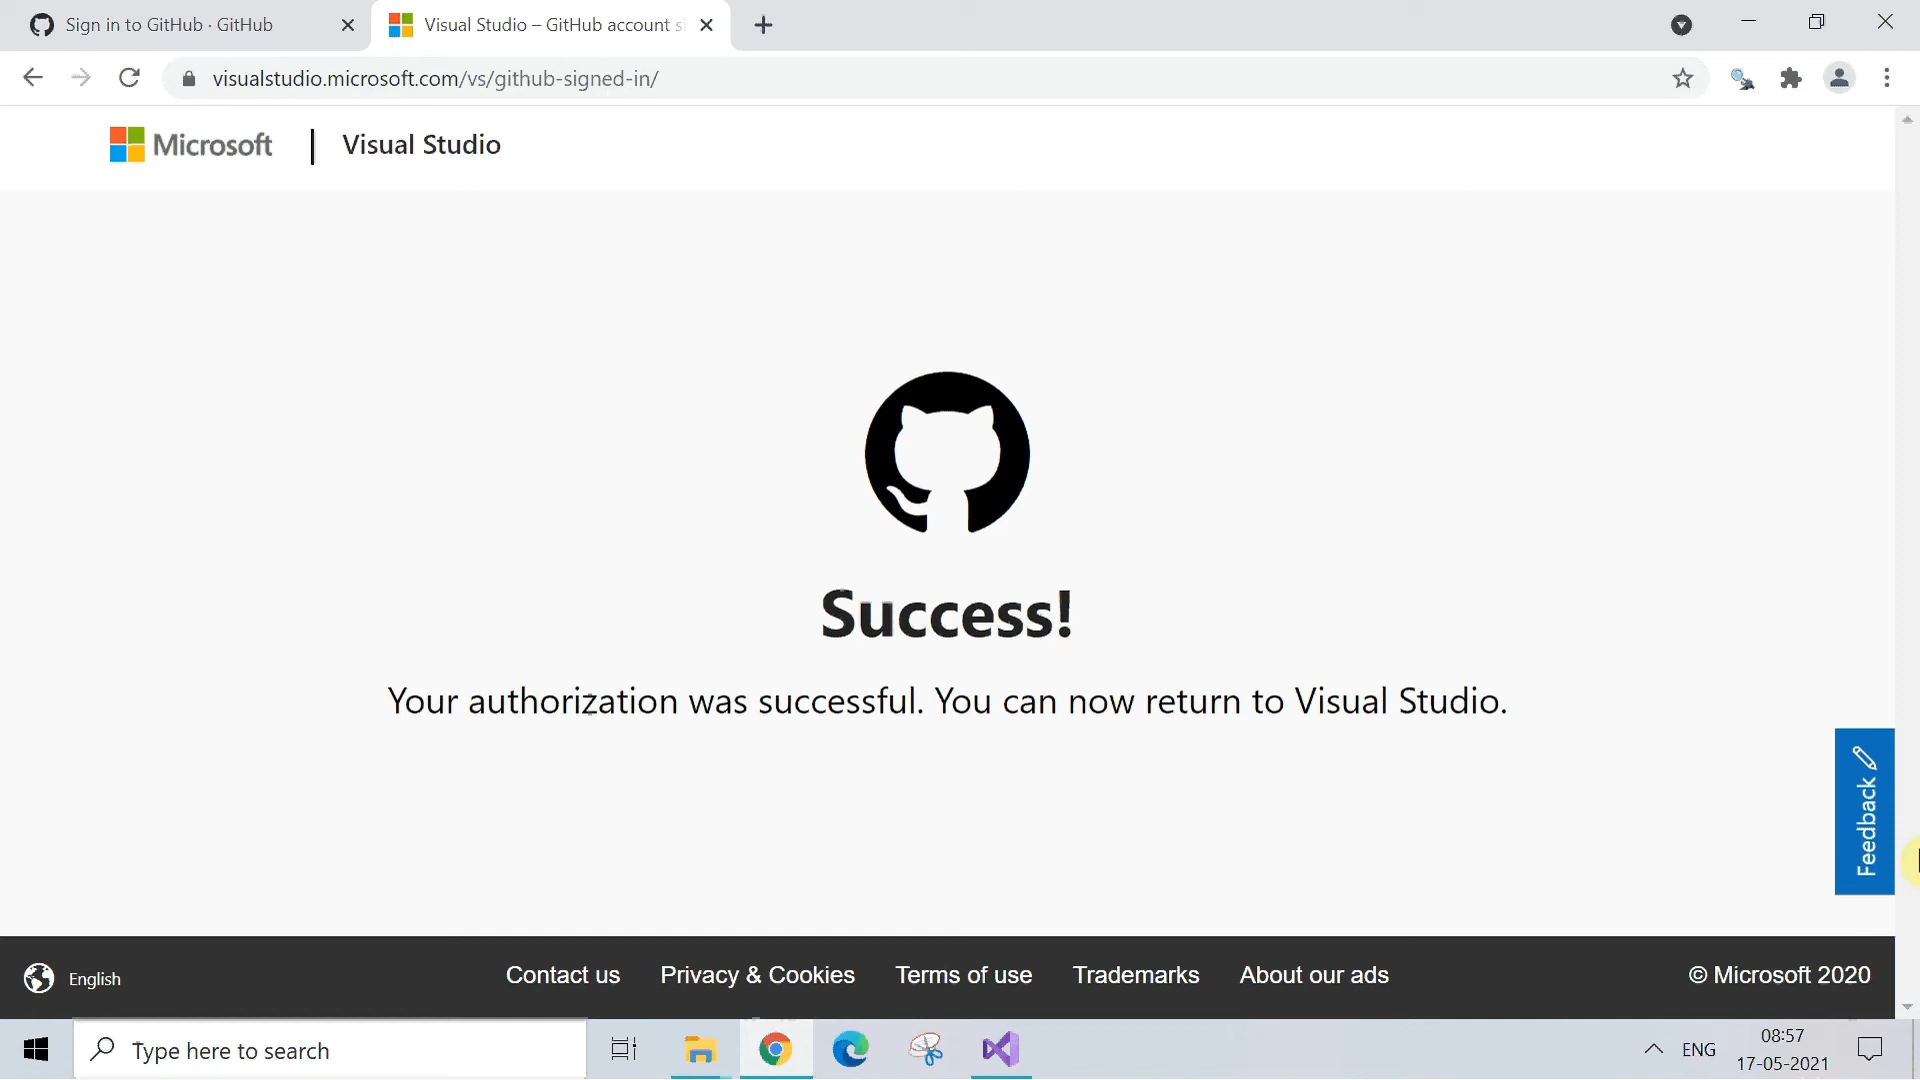 Sign in to GitHub · GitHub
Visual Studio – GitHub account si
visualstudio.microsoft.com/vs/github-signed-in/
Microsoft | Visual Studio
Success!
Your authorization was successful. You can now return to Visual Studio.
Feedback
English
Contact us
Privacy & Cookies
Terms of use
Trademarks
About our ads
© Microsoft 2020
Type here to search
ENG
08:57
17-05-2021